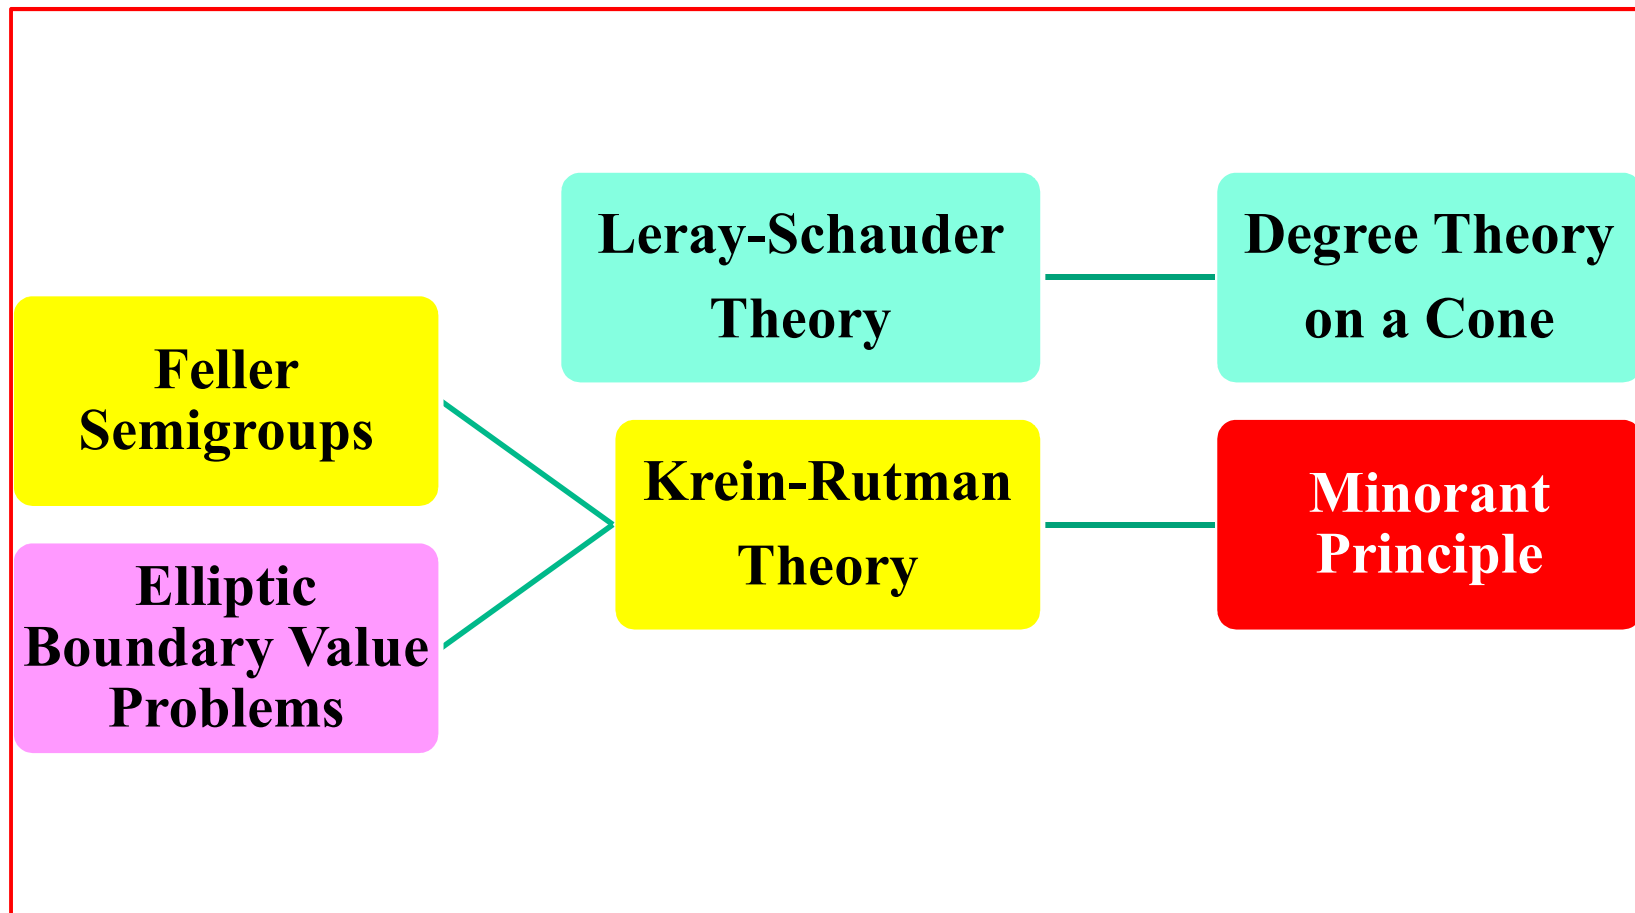 Leray-Schauder
Theory
Degree Theory
on a Cone
Feller
Semigroups
Krein-Rutman
Theory
Minorant
Principle
Elliptic
Boundary Value
Problems